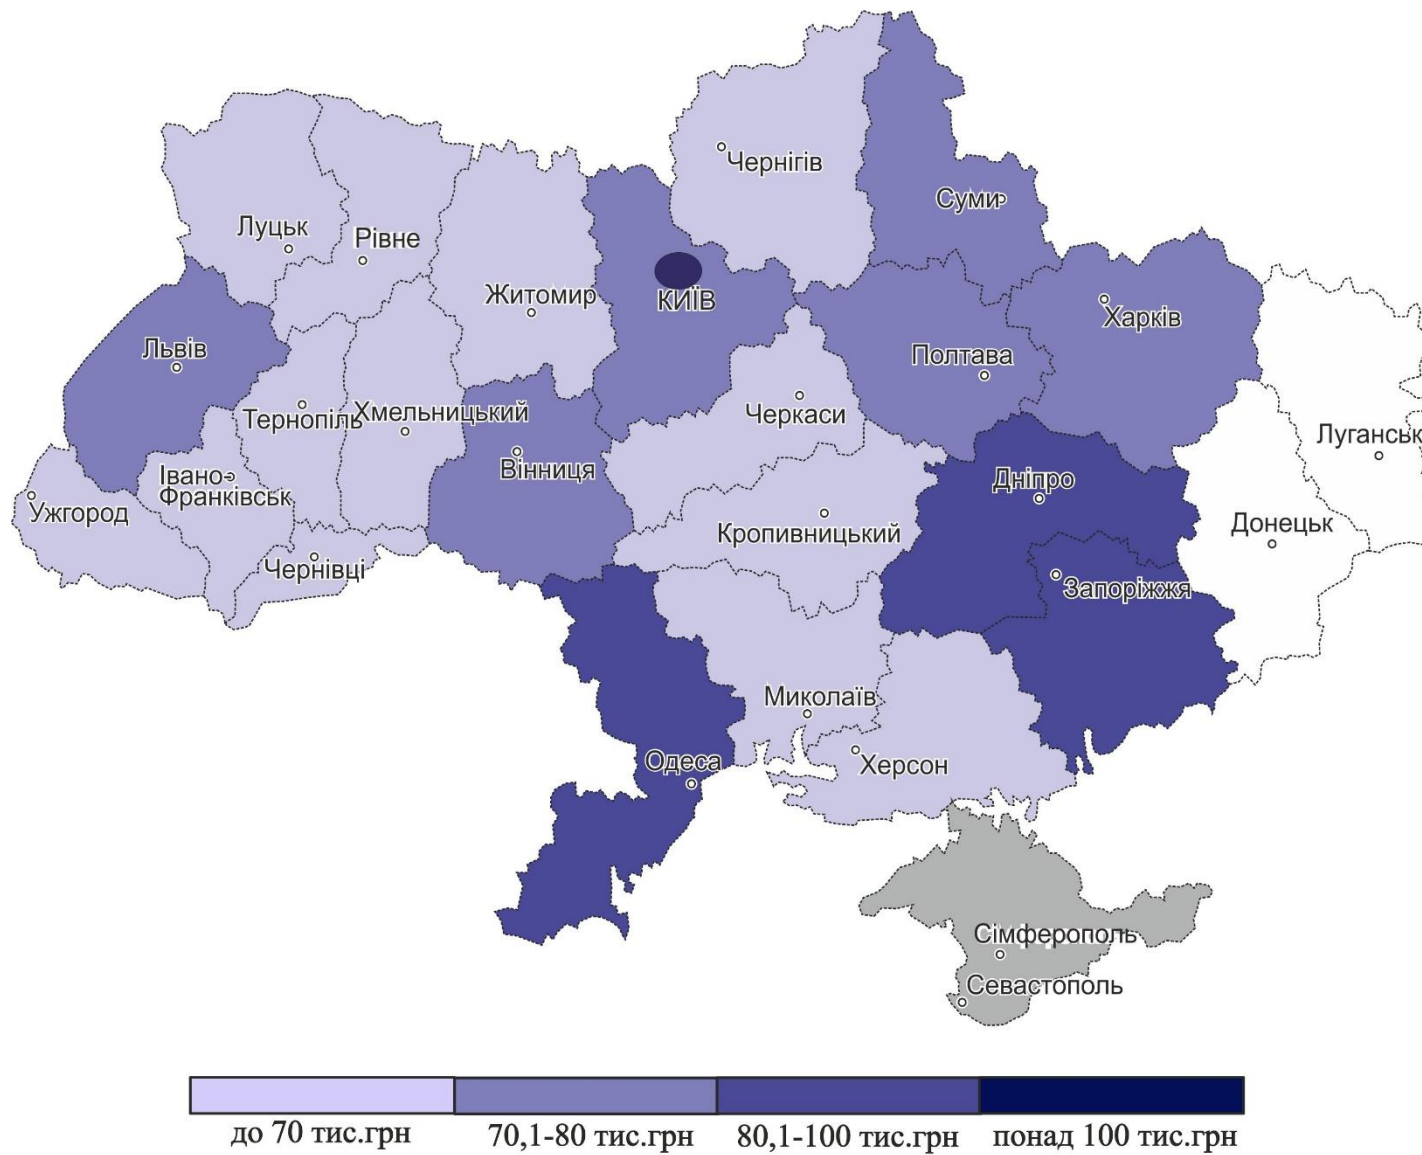 Чернігів
Суми
Луцьк
Рівне
Житомир
КИЇВ
Харків
Львів
Полтава
Тернопіль
Хмельницький
Черкаси
Луганськ
Вінниця
Івано-
Франківськ
Дніпро
Ужгород
Донецьк
Кропивницький
Чернівці
Запоріжжя
Миколаїв
Одеса
Херсон
Сімферополь
Севастополь
до 70 тис.грн
70,1-80 тис.грн
80,1-100 тис.грн
понад 100 тис.грн